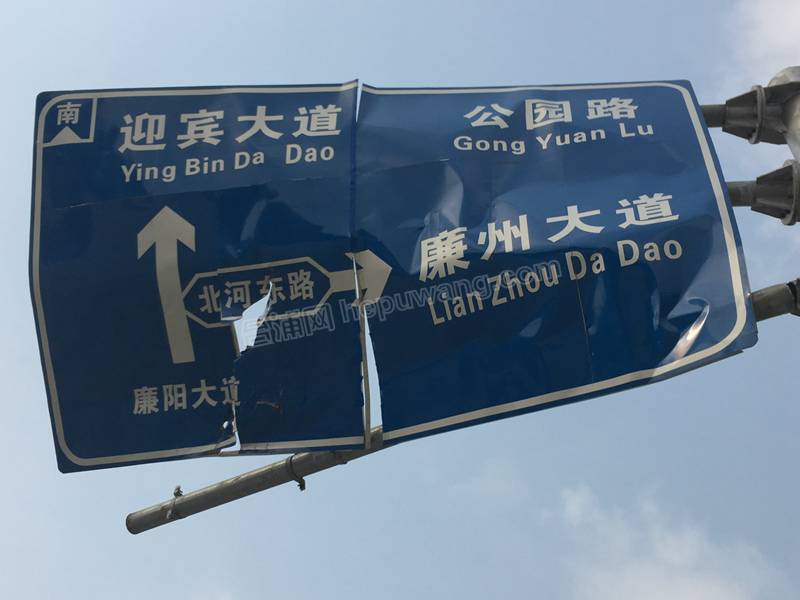 南
迎宾大道
Ying Bin Da Dao
公园路
Gong Yuan Lu
廉州大道
Lian Zhou Da Dao
北河东路
廉阳大道
合浦网 hepuwang.com